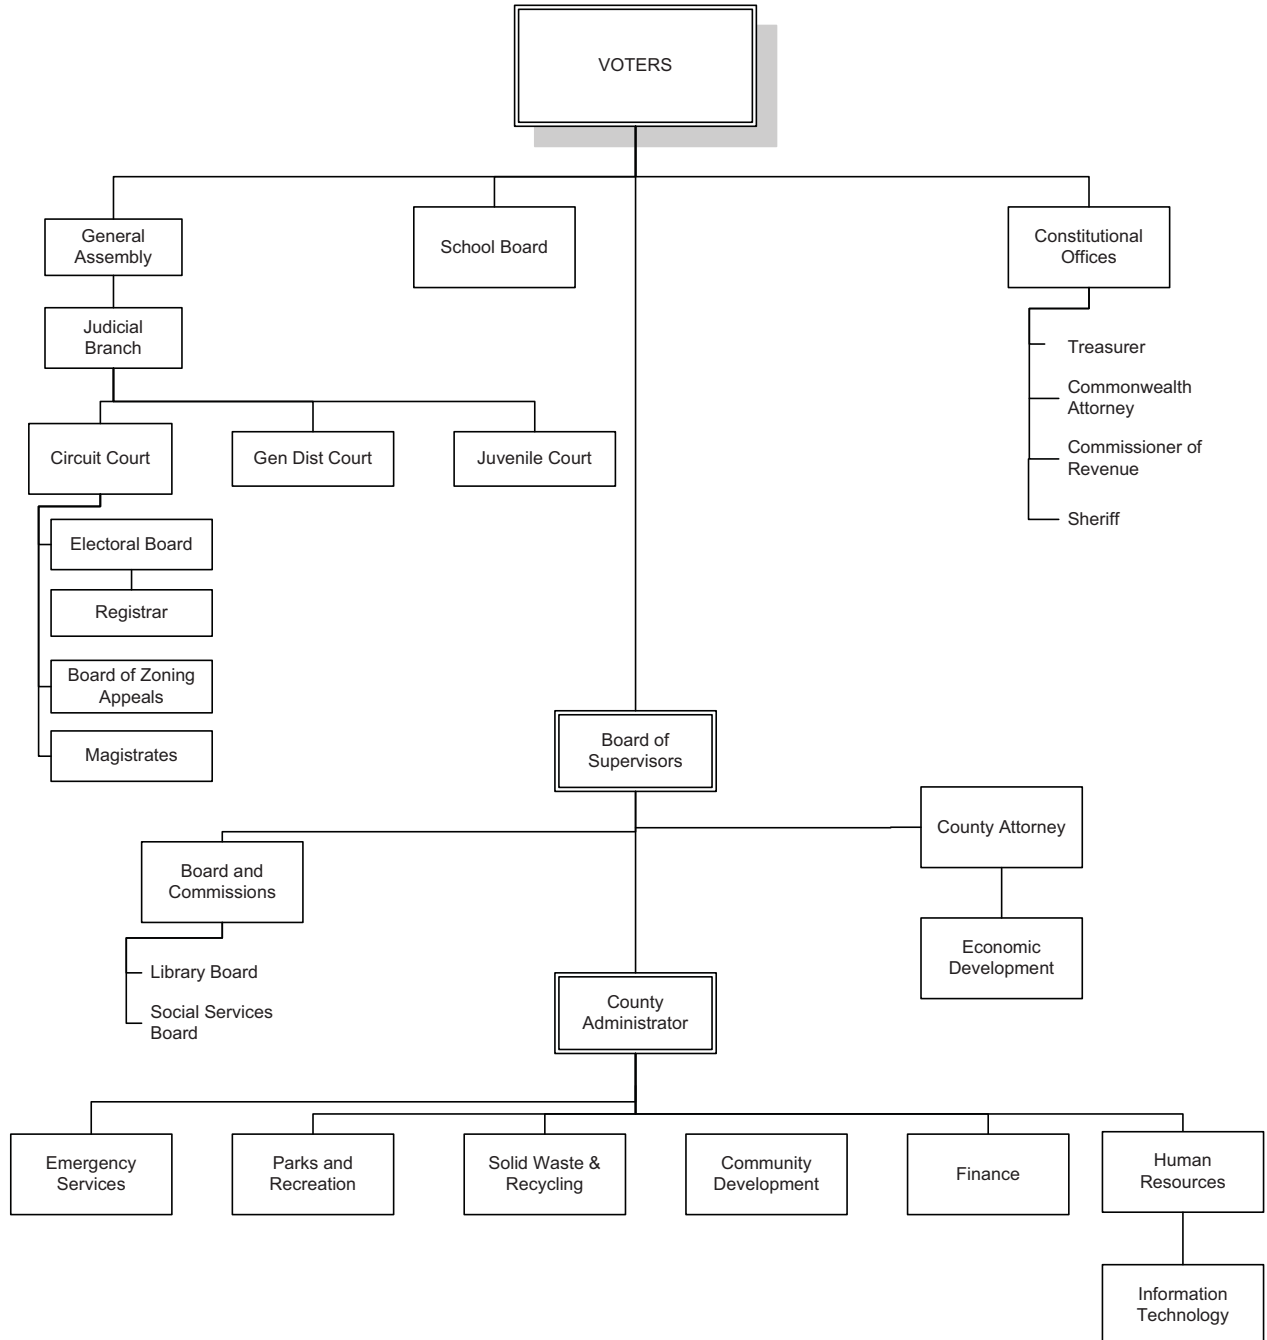 VOTERS
General
Assembly
School Board
Constitutional
Offices
Judicial
Branch
Treasurer
Commonwealth
Attorney
Commissioner of
Revenue
Sheriff
Circuit Court
Gen Dist Court
Juvenile Court
Electoral Board
Registrar
Board of Zoning
Appeals
Magistrates
Board of
Supervisors
County Attorney
Board and
Commissions
Economic
Development
Library Board
Social Services
Board
County
Administrator
Emergency
Services
Parks and
Recreation
Solid Waste &
Recycling
Community
Development
Finance
Human
Resources
Information
Technology